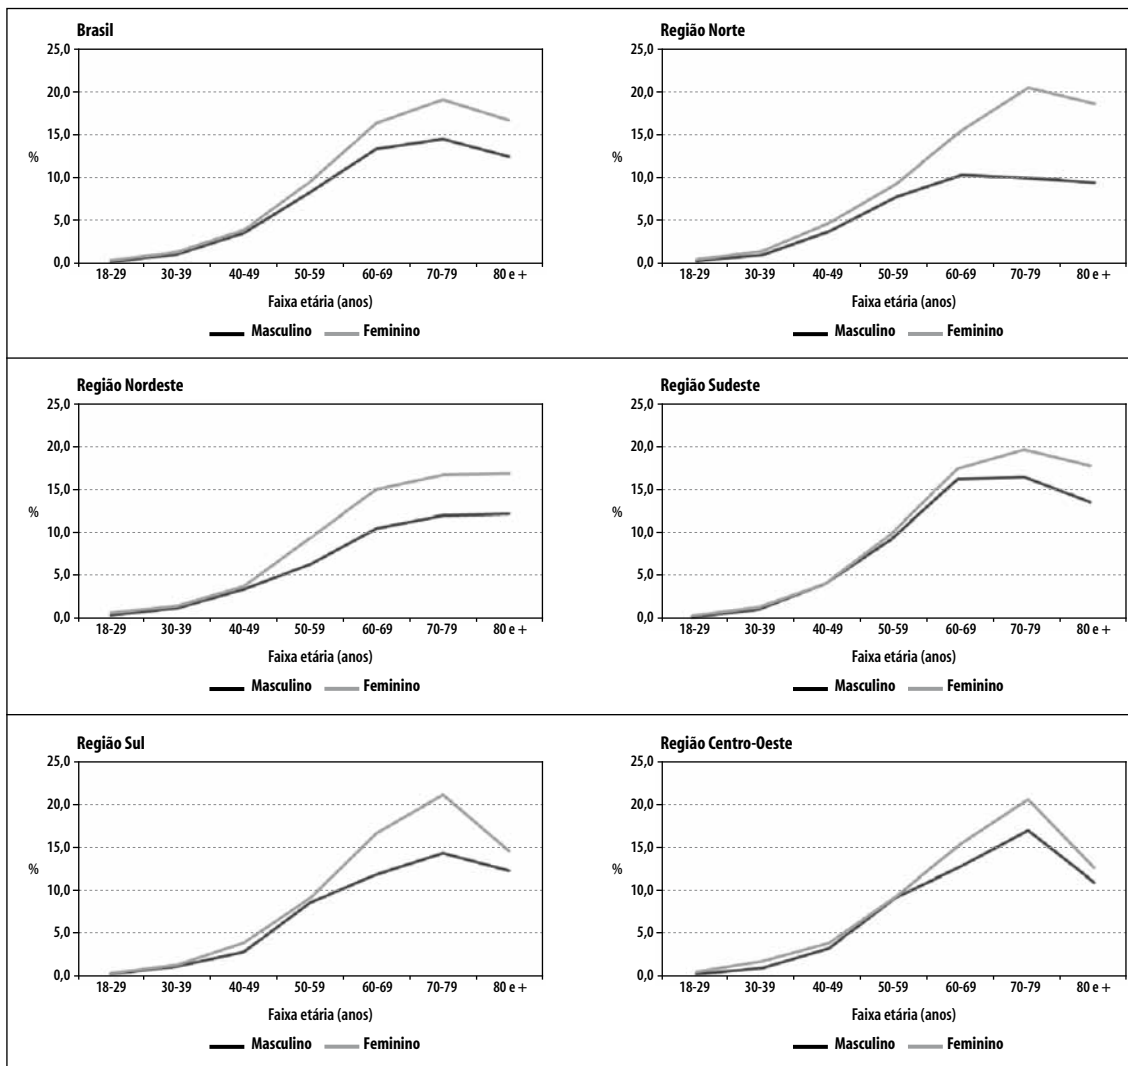 Brasil
25,0
20,0
15,0
%
10,0
5,0
0,0
18-29 30-39 40-49 50-59 60-69 70-79 80 e +
Faixa etária (anos)
Masculino Feminino
Região Norte
25,0
20,0
15,0
%
10,0
5,0
0,0
18-29 30-39 40-49 50-59 60-69 70-79 80 e +
Faixa etária (anos)
Masculino Feminino
Região Nordeste
25,0
20,0
15,0
%
10,0
5,0
0,0
18-29 30-39 40-49 50-59 60-69 70-79 80 e +
Faixa etária (anos)
Masculino Feminino
Região Sudeste
25,0
20,0
15,0
%
10,0
5,0
0,0
18-29 30-39 40-49 50-59 60-69 70-79 80 e +
Faixa etária (anos)
Masculino Feminino
Região Sul
25,0
20,0
15,0
%
10,0
5,0
0,0
18-29 30-39 40-49 50-59 60-69 70-79 80 e +
Faixa etária (anos)
Masculino Feminino
Região Centro-Oeste
25,0
20,0
15,0
%
10,0
5,0
0,0
18-29 30-39 40-49 50-59 60-69 70-79 80 e +
Faixa etária (anos)
Masculino Feminino